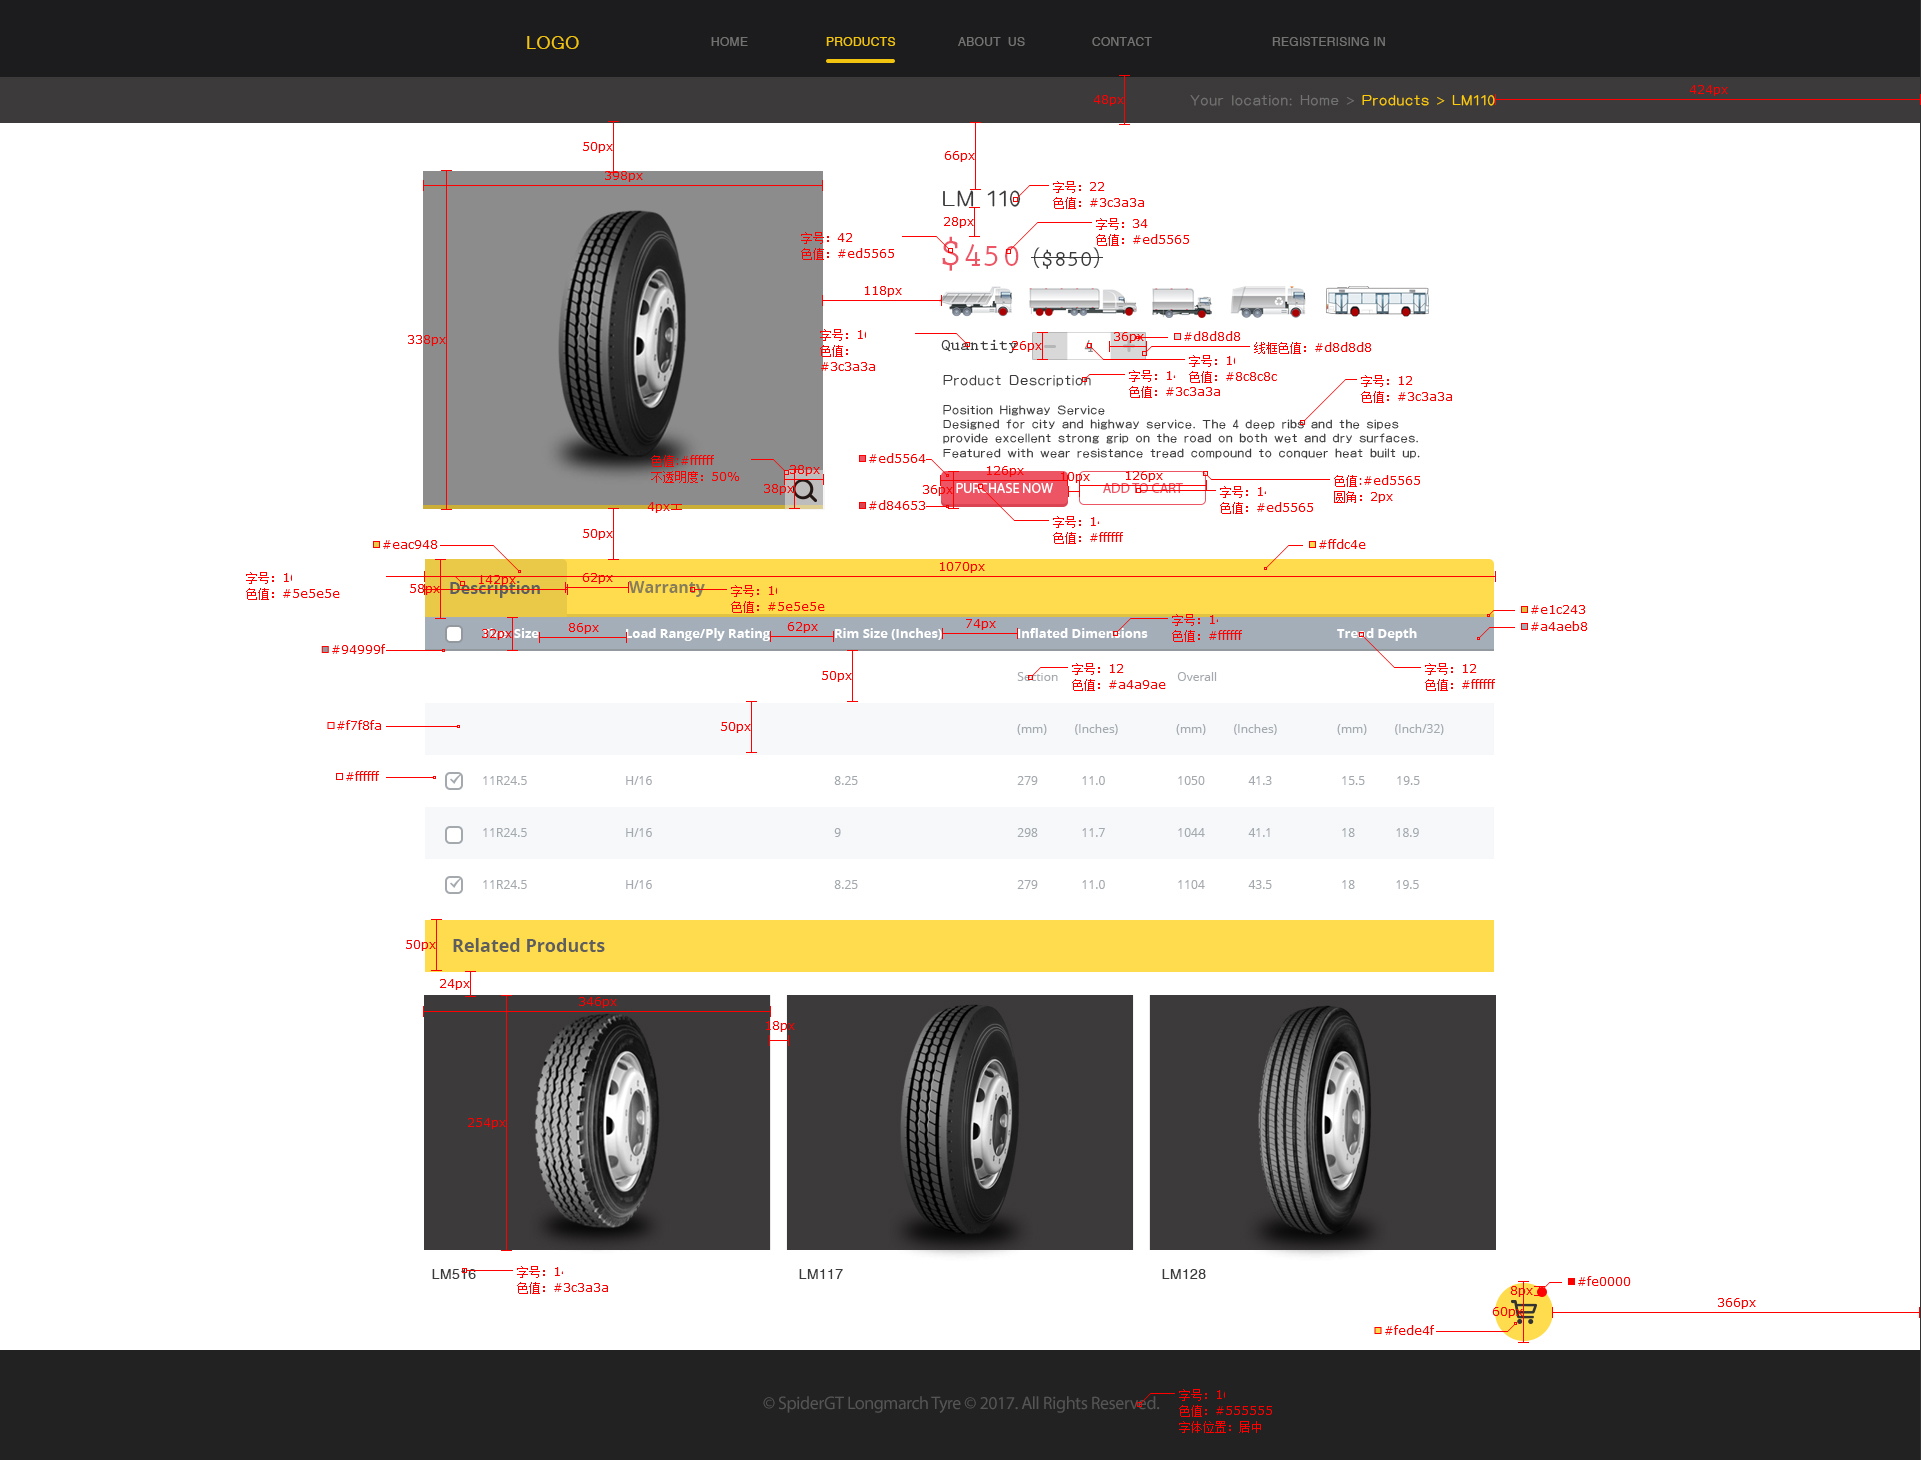 LOGO
HOME
PRODUCTS
ABOUT US
CONTACT
REGISTERISING IN
48px
Your location: Home > Products > LM110
424px
50px
66px
398px
LM 110
字号：22
色值：#3c3a3a
28px
字号：34
色值：#ed5565
字号：42
色值：#ed5565
$450 ($850)
118px
338px
字号：1
色值：
#3c3a3a
Quantity
26px
4
36px
#d8d8d8
线框色值：#d8d8d8
字号：1
色值：#8c8c8c
Product Description
字号：1
色值：#3c3a3a
字号：12
色值：#3c3a3a
Position Highway Service
Designed for city and highway service. The 4 deep ribs and the sipes
provide excellent strong grip on the road on both wet and dry surfaces.
Featured with wear resistance tread compound to conquer heat built up.
色值:#ffffff
不透明度：50%
38px
38px
4px
#ed5564
#d84653
36px
126px
PURCHASE NOW
10px
126px
ADD TO CART
字号：1
色值：#ed5565
色值:#ed5565
圆角：2px
字号：1
色值：#ffffff
50px
#eac948
#ffdc4e
字号：1
色值：#5e5e5e
58px
142px
Description
62px
Warranty
字号：1
色值：#5e5e5e
1070px
#e1c243
#a4aeb8
32px
Size
86px
Load Range/Ply Rating
62px
Rim Size (Inches)
74px
Inflated Dimensions
字号：1
色值：#ffffff
Tread Depth
#94999f
50px
Section
字号：12
色值：#a4a9ae
Overall
字号：12
色值：#ffffff
#f7f8fa
50px
(mm) (Inches) (mm) (Inches) (mm) (Inch/32)
#ffffff
11R24.5 H/16 8.25 279 11.0 1050 41.3 15.5 19.5
11R24.5 H/16 9 298 11.7 1044 41.1 18 18.9
11R24.5 H/16 8.25 279 11.0 1104 43.5 18 19.5
50px
Related Products
24px
346px
18px
254px
LM516
字号：1
色值：#3c3a3a
LM117
LM128
#fe0000
8px
60px
366px
#fede4f
© SpiderGT Longmarch Tyre © 2017. All Rights Reserved.
字号：1
色值：#555555
字体位置：居中